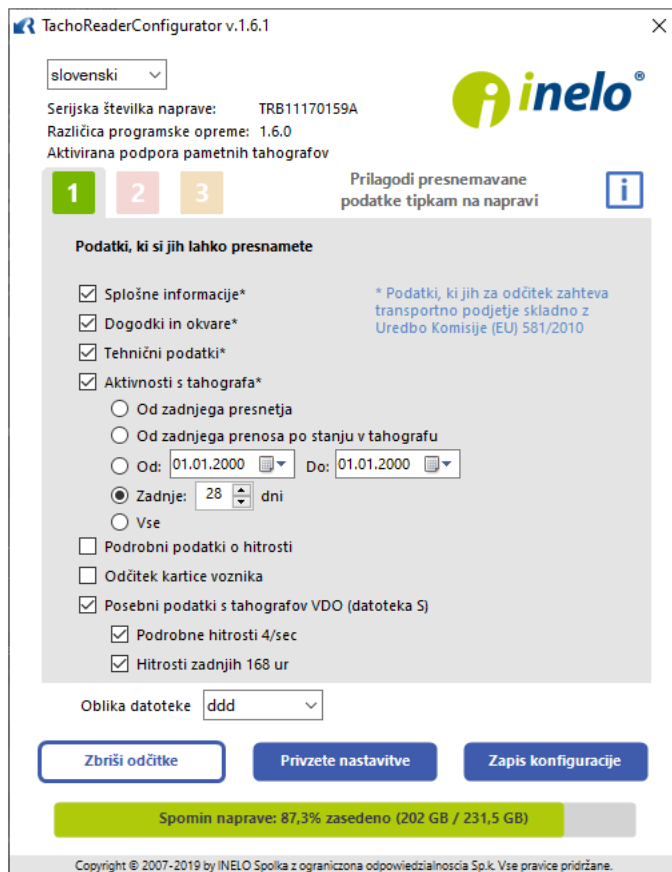 TachoReaderConfigurator v.1.6.1
slovenski
inelo®
Serijska številka naprave: TRB11170159A
Različica programske opreme: 1.6.0
Aktivirana podpora pametnih tahografov
1 2 3
Prilagodi presnemavane
podatke tipkam na napravi
i
Podatki, ki si jih lahko presnamete
Splošne informacije*
Dogodki in okvare*
Tehnični podatki*
Aktivnosti s tahografa*
* Podatki, ki jih za odčitek zahteva
transportno podjetje skladno z
Uredbo Komisije (EU) 581/2010
Od zadnjega presnetja
Od zadnjega prenosa po stanju v tahografu
Od: 01.01.2000 Do: 01.01.2000
Zadnje: 28 dni
Vse
Podrobni podatki o hitrosti
Odčitek kartice voznika
Posebni podatki s tahografov VDO (datoteka S)
Podrobne hitrosti 4/sec
Hitrosti zadnjih 168 ur
Oblika datoteke ddd
Zbriši odčitke Privzete nastavitve Zapis konfiguracije
Spomin naprave: 87,3% zasedeno (202 GB / 231,5 GB)
Copyright © 2007-2019 by INELO Spolka z ograniczona odpowiedzialnoscia Sp.k. Vse pravice pridržane.